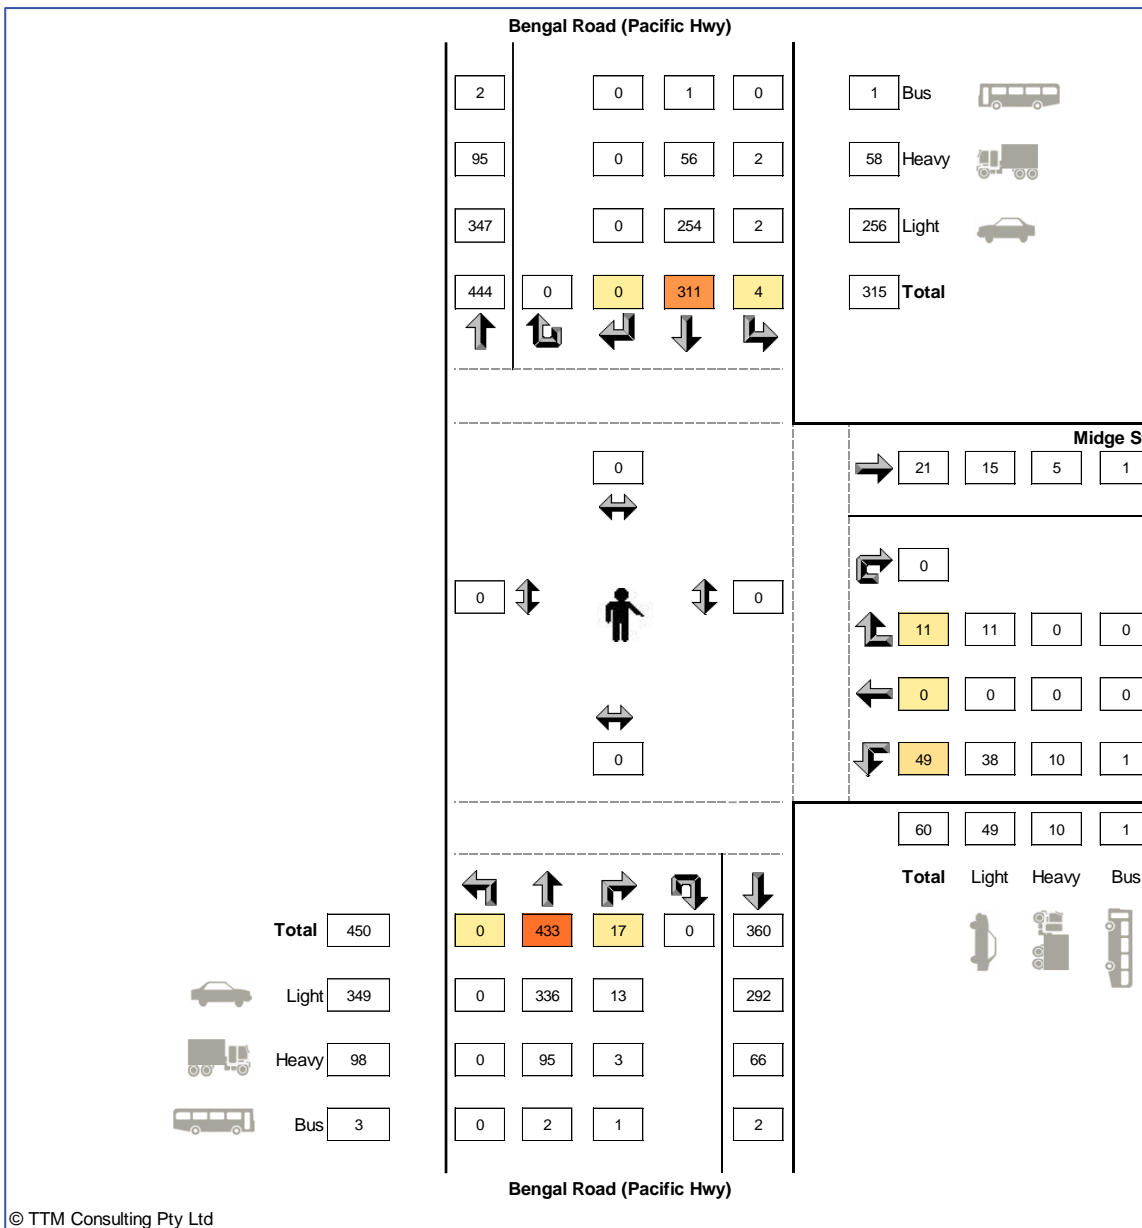 Bengal Road (Pacific Hwy)
2 0 1 0 1 Bus
95 0 56 2 58 Heavy
347 0 254 2 256 Light
444 0 0 311 4 315 Total
Midge S
0 21 15 5 1
0
0 0
11 11 0 0
0 0 0 0
0 49 38 10 1
60 49 10 1
Total Light Heavy Bus
Total 450 0 433 17 0 360
Light 349 0 336 13 292
Heavy 98 0 95 3 66
Bus 3 0 2 1 2
Bengal Road (Pacific Hwy)
© TTM Consulting Pty Ltd